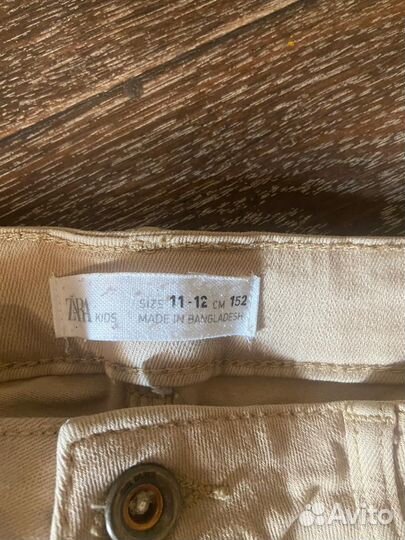 ZARA KIDS SIZE 11-12 CM 152
MADE IN BANGLADESH
Avito